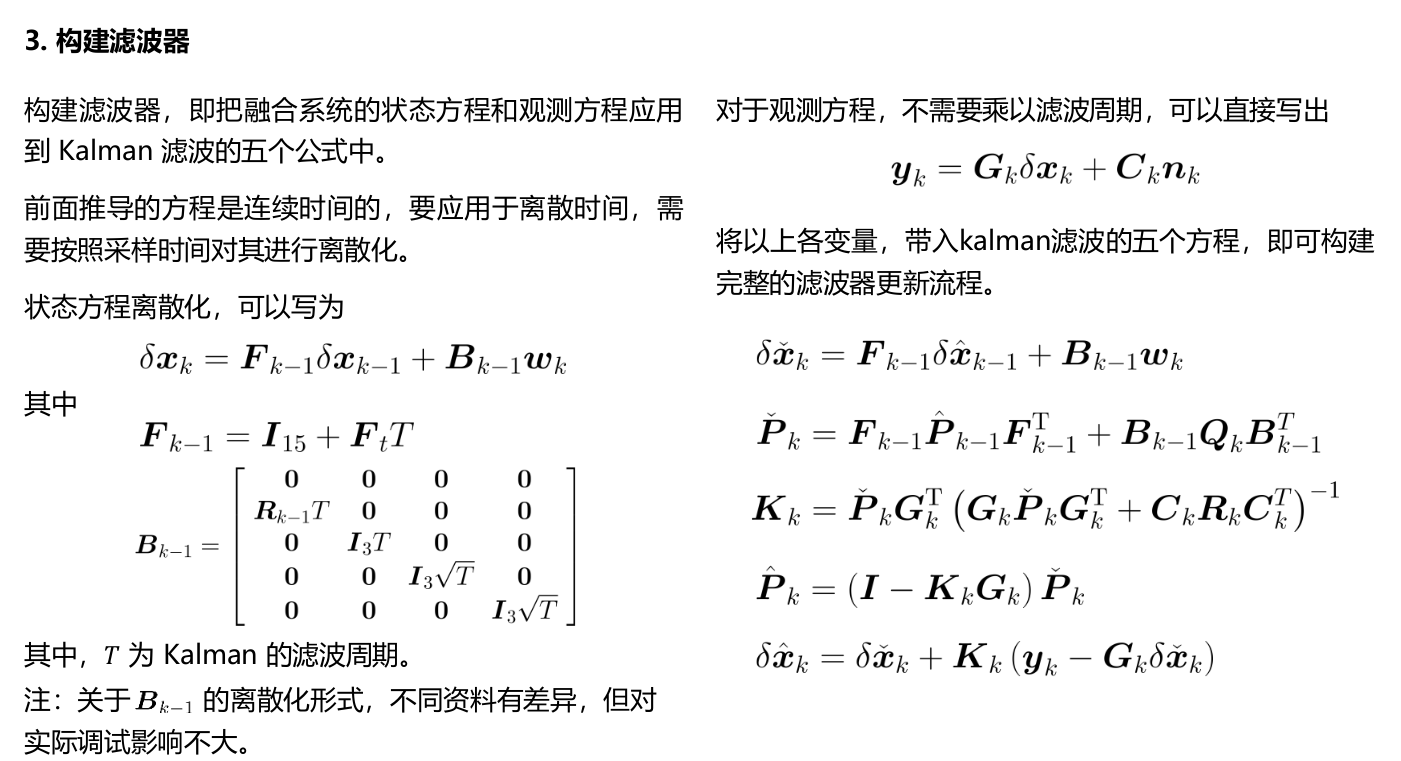 3. 构建滤波器
构建滤波器，即把融合系统的状态方程和观测方程应用
到 Kalman 滤波的五个公式中。
前面推导的方程是连续时间的，要应用于离散时间，需
要按照采样时间对其进行离散化。
状态方程离散化，可以写为
$\delta \boldsymbol{x}_k = \boldsymbol{F}_{k-1} \delta \boldsymbol{x}_{k-1} + \boldsymbol{B}_{k-1} \boldsymbol{w}_k$
其中
$\boldsymbol{F}_{k-1} = \boldsymbol{I}_{15} + \boldsymbol{F}_t T$
$\boldsymbol{B}_{k-1} = \begin{bmatrix} \mathbf{0} & \mathbf{0} & \mathbf{0} & \mathbf{0} \\ \boldsymbol{R}_{k-1}T & \mathbf{0} & \mathbf{0} & \mathbf{0} \\ \mathbf{0} & \boldsymbol{I}_3 T & \mathbf{0} & \mathbf{0} \\ \mathbf{0} & \mathbf{0} & \boldsymbol{I}_3 \sqrt{T} & \mathbf{0} \\ \mathbf{0} & \mathbf{0} & \mathbf{0} & \boldsymbol{I}_3 \sqrt{T} \end{bmatrix}$
其中，T 为 Kalman 的滤波周期。
注：关于 $\boldsymbol{B}_{k-1}$ 的离散化形式，不同资料有差异，但对
实际调试影响不大。
对于观测方程，不需要乘以滤波周期，可以直接写出
$\boldsymbol{y}_k = \boldsymbol{G}_k \delta \boldsymbol{x}_k + \boldsymbol{C}_k \boldsymbol{n}_k$
将以上各变量，带入kalman滤波的五个方程，即可构建
完整的滤波器更新流程。
$\delta \check{\boldsymbol{x}}_k = \boldsymbol{F}_{k-1} \delta \hat{\boldsymbol{x}}_{k-1} + \boldsymbol{B}_{k-1} \boldsymbol{w}_k$
$\check{\boldsymbol{P}}_k = \boldsymbol{F}_{k-1} \hat{\boldsymbol{P}}_{k-1} \boldsymbol{F}_{k-1}^{\mathrm{T}} + \boldsymbol{B}_{k-1} \boldsymbol{Q}_k \boldsymbol{B}_{k-1}^{T}$
$\boldsymbol{K}_k = \check{\boldsymbol{P}}_k \boldsymbol{G}_k^{\mathrm{T}} \left( \boldsymbol{G}_k \check{\boldsymbol{P}}_k \boldsymbol{G}_k^{\mathrm{T}} + \boldsymbol{C}_k \boldsymbol{R}_k \boldsymbol{C}_k^{T} \right)^{-1}$
$\hat{\boldsymbol{P}}_k = (\boldsymbol{I} - \boldsymbol{K}_k \boldsymbol{G}_k) \check{\boldsymbol{P}}_k$
$\delta \hat{\boldsymbol{x}}_k = \delta \check{\boldsymbol{x}}_k + \boldsymbol{K}_k (\boldsymbol{y}_k - \boldsymbol{G}_k \delta \check{\boldsymbol{x}}_k)$